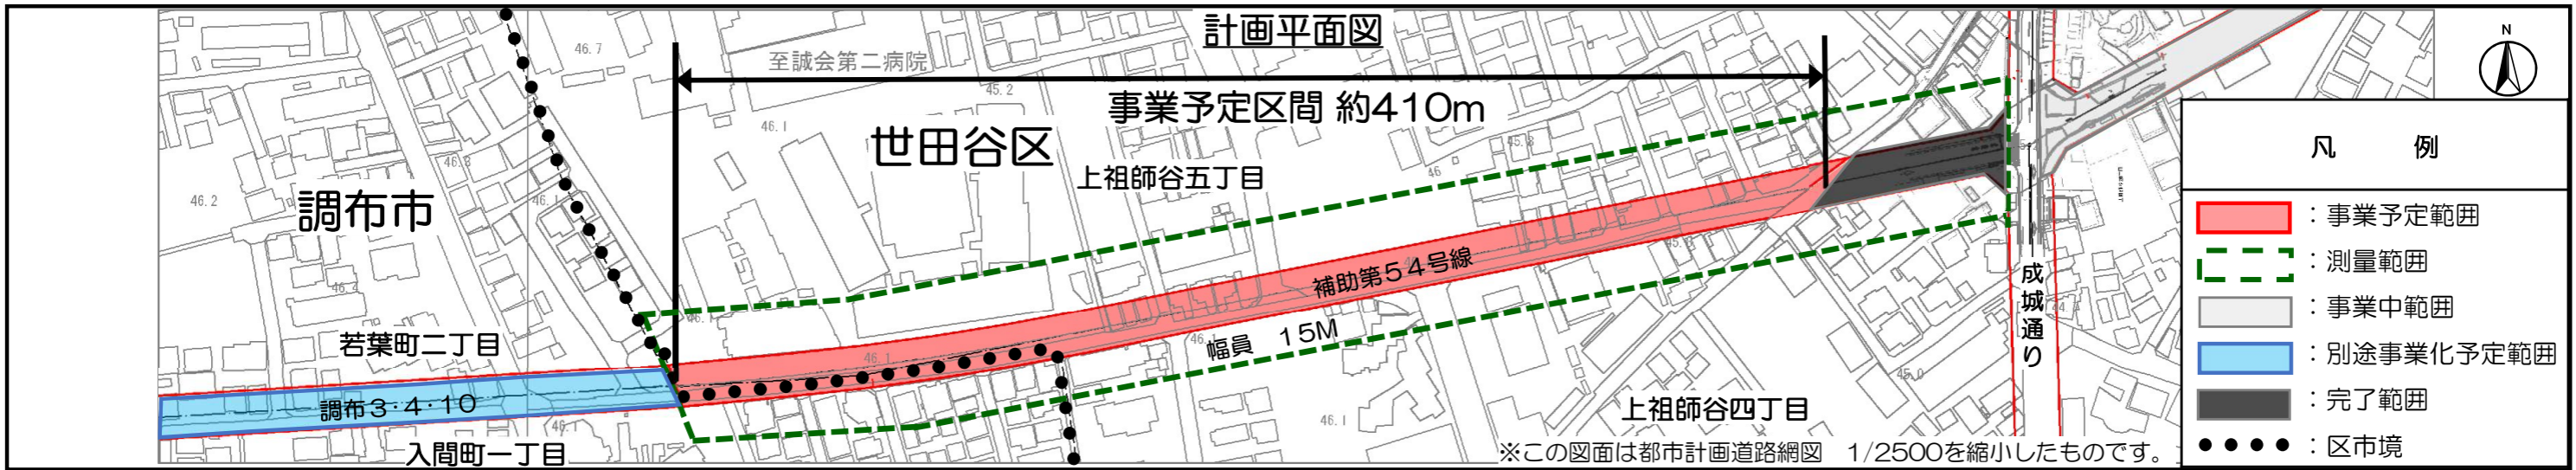 計画平面図
N
46.7
至誠会第二病院
45.2
事業予定区間 約410m
46.1
世田谷区
46.3
上祖師谷五丁目
45.3
46
46.2
調布市
46.1
46.4
凡 例
：事業予定範囲
：測量範囲
：事業中範囲
：別途事業化予定範囲
：完了範囲
：区市境
補助第54号線
成城通り
若葉町二丁目
46.1
46.1
幅員 15M
45.0
調布3・4・10
46.1
46.1
上祖師谷四丁目
入間町一丁目
※この図面は都市計画道路網図 1/2500を縮小したものです。